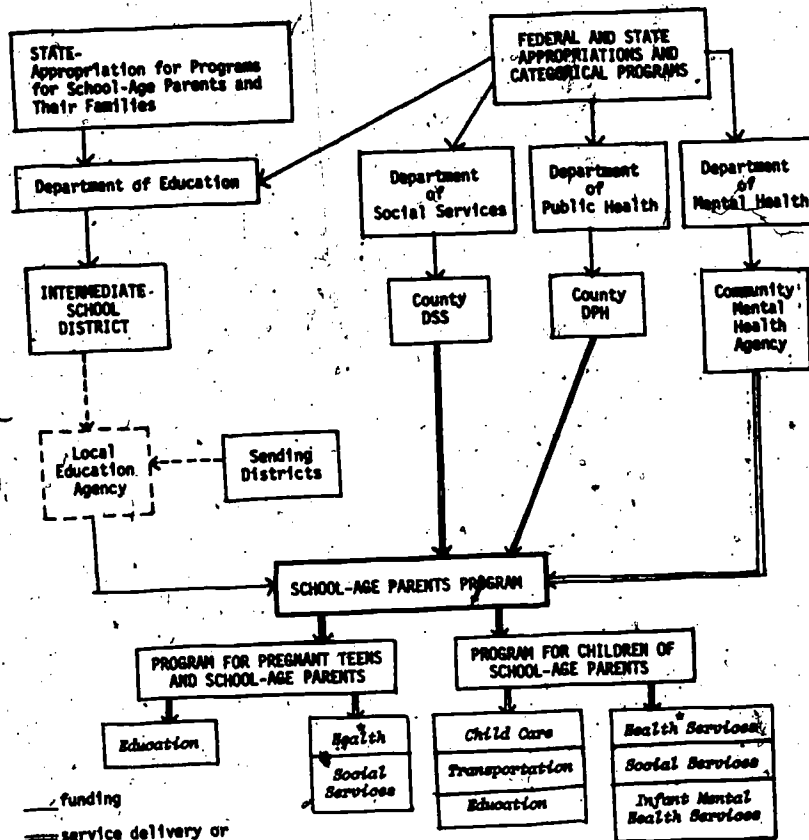 STATE-
Appropriation for Programs
for School-Age Parents and
Their Families
FEDERAL AND STATE
APPROPRIATIONS AND
CATEGORICAL PROGRAMS
Department of Education
Department
of
Social Services
Department
of
Public Health
Department
of
Mental Health
INTERMEDIATE-
SCHOOL
DISTRICT
County
DSS
County
DPH
Community
Mental
Health
Agency
Local
Education
Agency
Sending
Districts
SCHOOL-AGE PARENTS PROGRAM
PROGRAM FOR PREGNANT TEENS
AND SCHOOL-AGE PARENTS
PROGRAM FOR CHILDREN OF
SCHOOL-AGE PARENTS
Education
Health*
Social
Services
Child Care
Transportation
Education
Health* Services
Social Services
Infant Mental
Health Services
funding
service delivery or